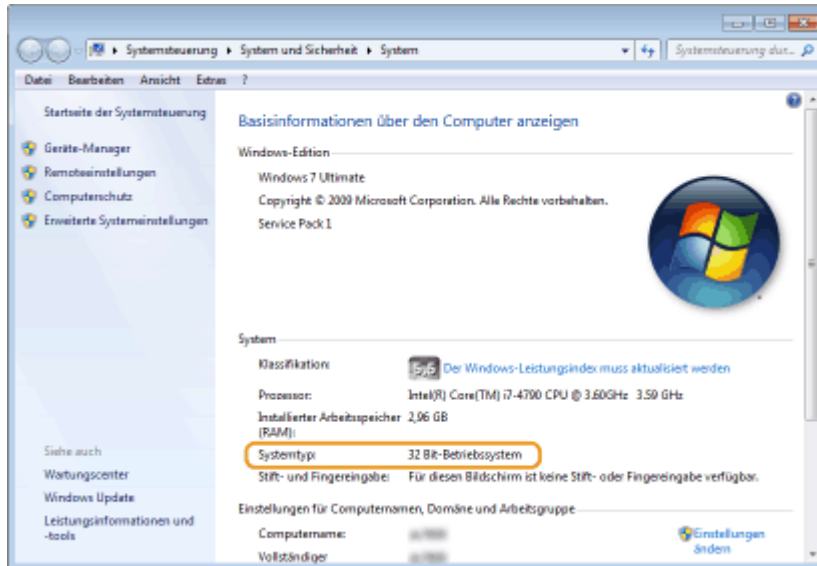 Systemsteuerung ▸ System und Sicherheit ▸ System
Systemsteuerung dur...
Datei Bearbeiten Ansicht Extras ?
Startseite der Systemsteuerung
Geräte-Manager
Remoteeinstellungen
Computerschutz
Erweiterte Systemeinstellungen
Siehe auch
Wartungscenter
Windows Update
Leistungsinformationen und
-tools
Basisinformationen über den Computer anzeigen
Windows-Edition
Windows 7 Ultimate
Copyright © 2009 Microsoft Corporation. Alle Rechte vorbehalten.
Service Pack 1
System
Klassifikation: 5,5 Der Windows-Leistungsindex muss aktualisiert werden
Prozessor: Intel(R) Core(TM) i7-4790 CPU @ 3.60GHz 3.59 GHz
Installierter Arbeitsspeicher 2,96 GB
(RAM):
Systemtyp: 32 Bit-Betriebssystem
Stift- und Fingereingabe: Für diesen Bildschirm ist keine Stift- oder Fingereingabe verfügbar.
Einstellungen für Computernamen, Domäne und Arbeitsgruppe
Computername:
Einstellungen
ändern
Vollständiger